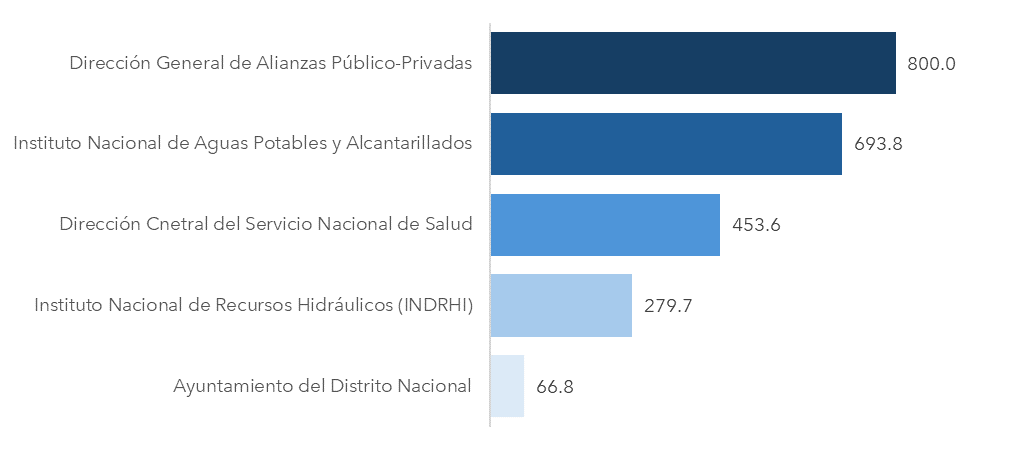 Dirección General de Alianzas Público-Privadas 800.0
Instituto Nacional de Aguas Potables y Alcantarillados 693.8
Dirección Cnetral del Servicio Nacional de Salud 453.6
Instituto Nacional de Recursos Hidráulicos (INDRHI) 279.7
Ayuntamiento del Distrito Nacional 66.8